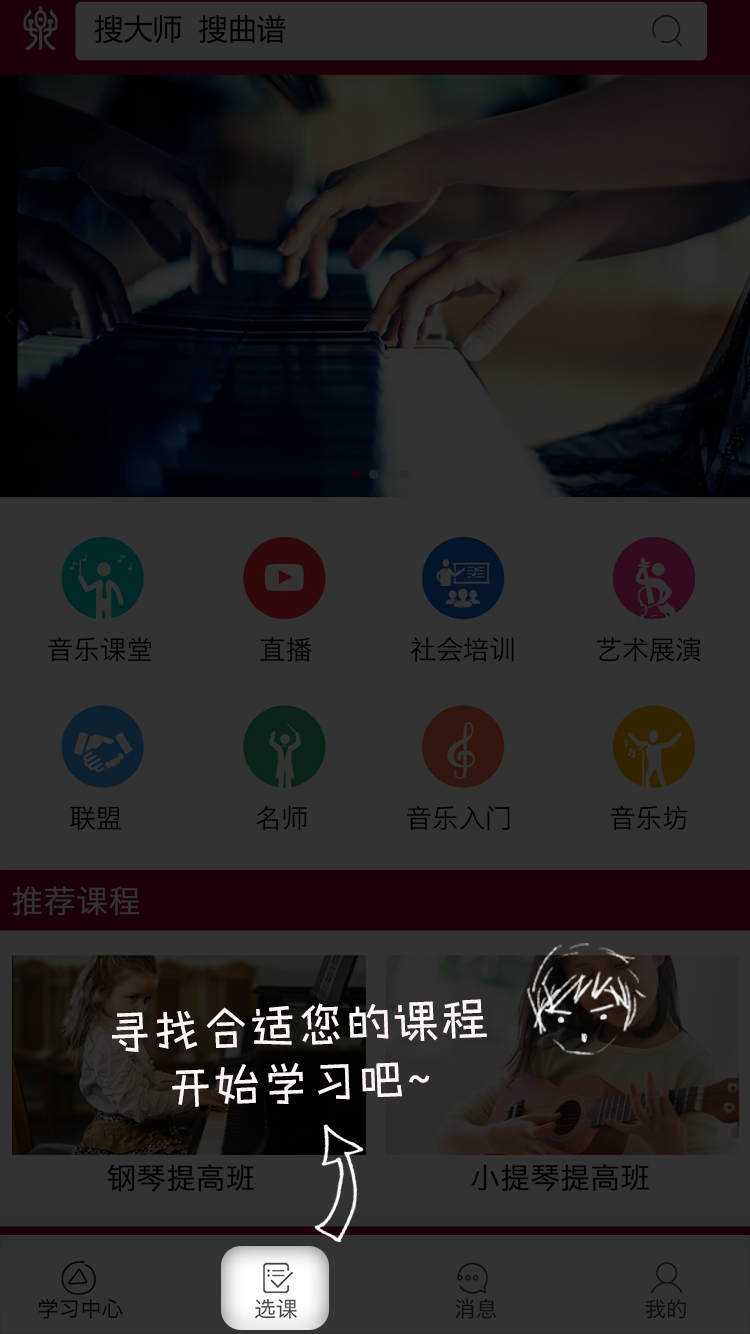 搜大师 搜曲谱
音乐课堂 直播 社会培训 艺术展演
联盟 名师 音乐入门 音乐坊
推荐课程
寻找合适您的课程
开始学习吧~
钢琴提高班 小提琴提高班
学习中心 选课 消息 我的